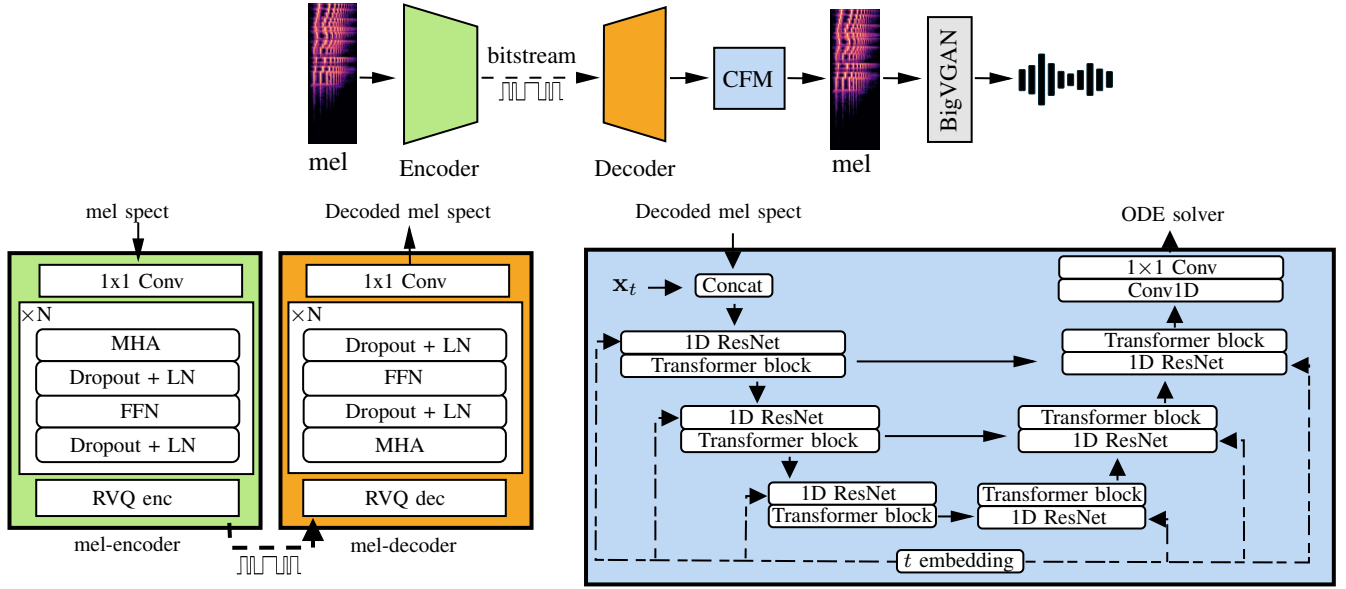 bitstream
CFM
BigVGAN
mel
Encoder
Decoder
mel
mel spect
Decoded mel spect
1x1 Conv
×N
MHA
Dropout + LN
FFN
Dropout + LN
RVQ enc
mel-encoder
1x1 Conv
×N
Dropout + LN
FFN
Dropout + LN
MHA
RVQ dec
mel-decoder
Decoded mel spect
ODE solver
x_t
Concat
1D ResNet
Transformer block
1D ResNet
Transformer block
1D ResNet
Transformer block
1×1 Conv
Conv1D
Transformer block
1D ResNet
Transformer block
1D ResNet
Transformer block
1D ResNet
t embedding